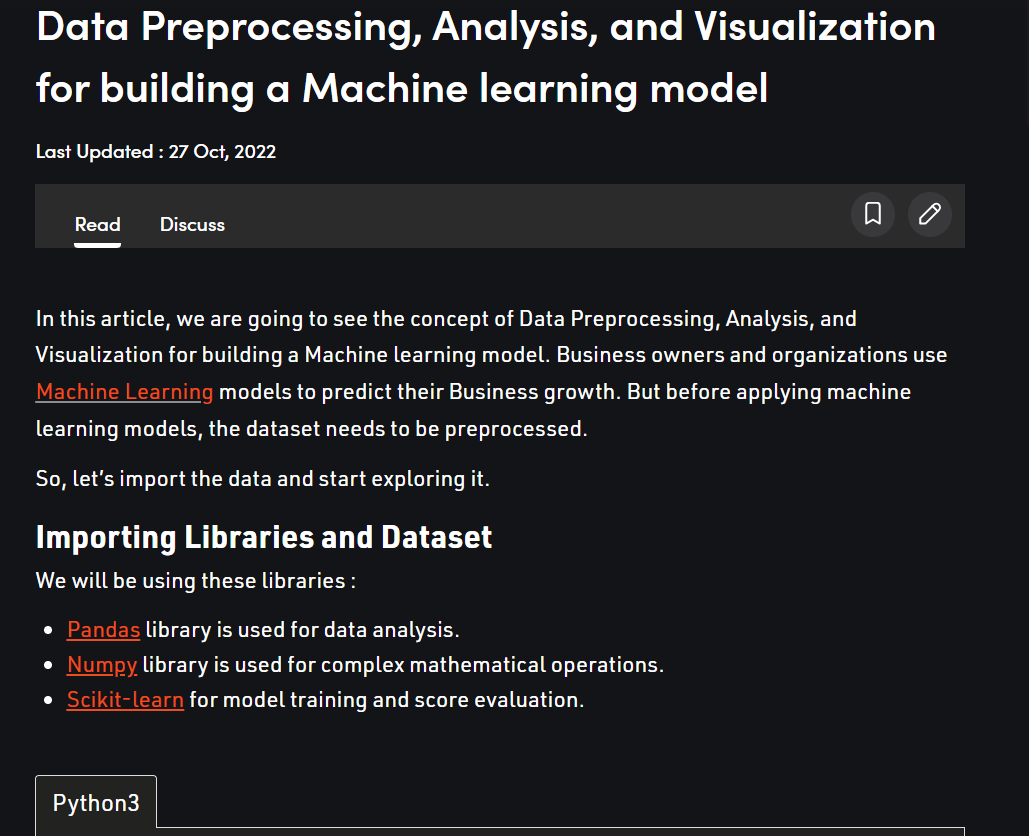 Data Preprocessing, Analysis, and Visualization
for building a Machine learning model
Last Updated : 27 Oct, 2022
Read Discuss
In this article, we are going to see the concept of Data Preprocessing, Analysis, and
Visualization for building a Machine learning model. Business owners and organizations use
Machine Learning models to predict their Business growth. But before applying machine
learning models, the dataset needs to be preprocessed.
So, let’s import the data and start exploring it.
Importing Libraries and Dataset
We will be using these libraries :
• Pandas library is used for data analysis.
• Numpy library is used for complex mathematical operations.
• Scikit-learn for model training and score evaluation.
Python3